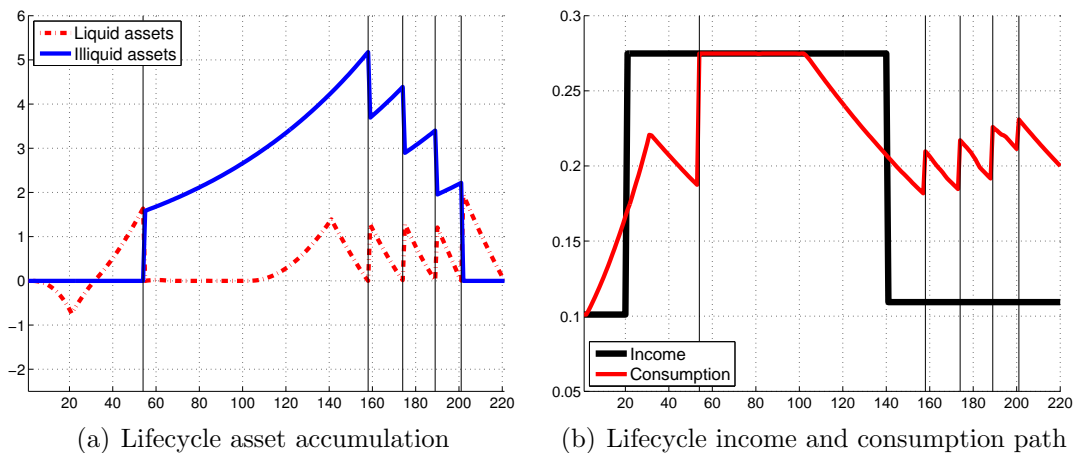 6
5
4
3
2
1
0
−1
−2
Liquid assets
Illiquid assets
20 40 60 80 100 120 140 160 180 200 220
(a) Lifecycle asset accumulation
0.3
0.25
0.2
0.15
0.1
0.05
Income
Consumption
20 40 60 80 100 120 140 160 180 200 220
(b) Lifecycle income and consumption path